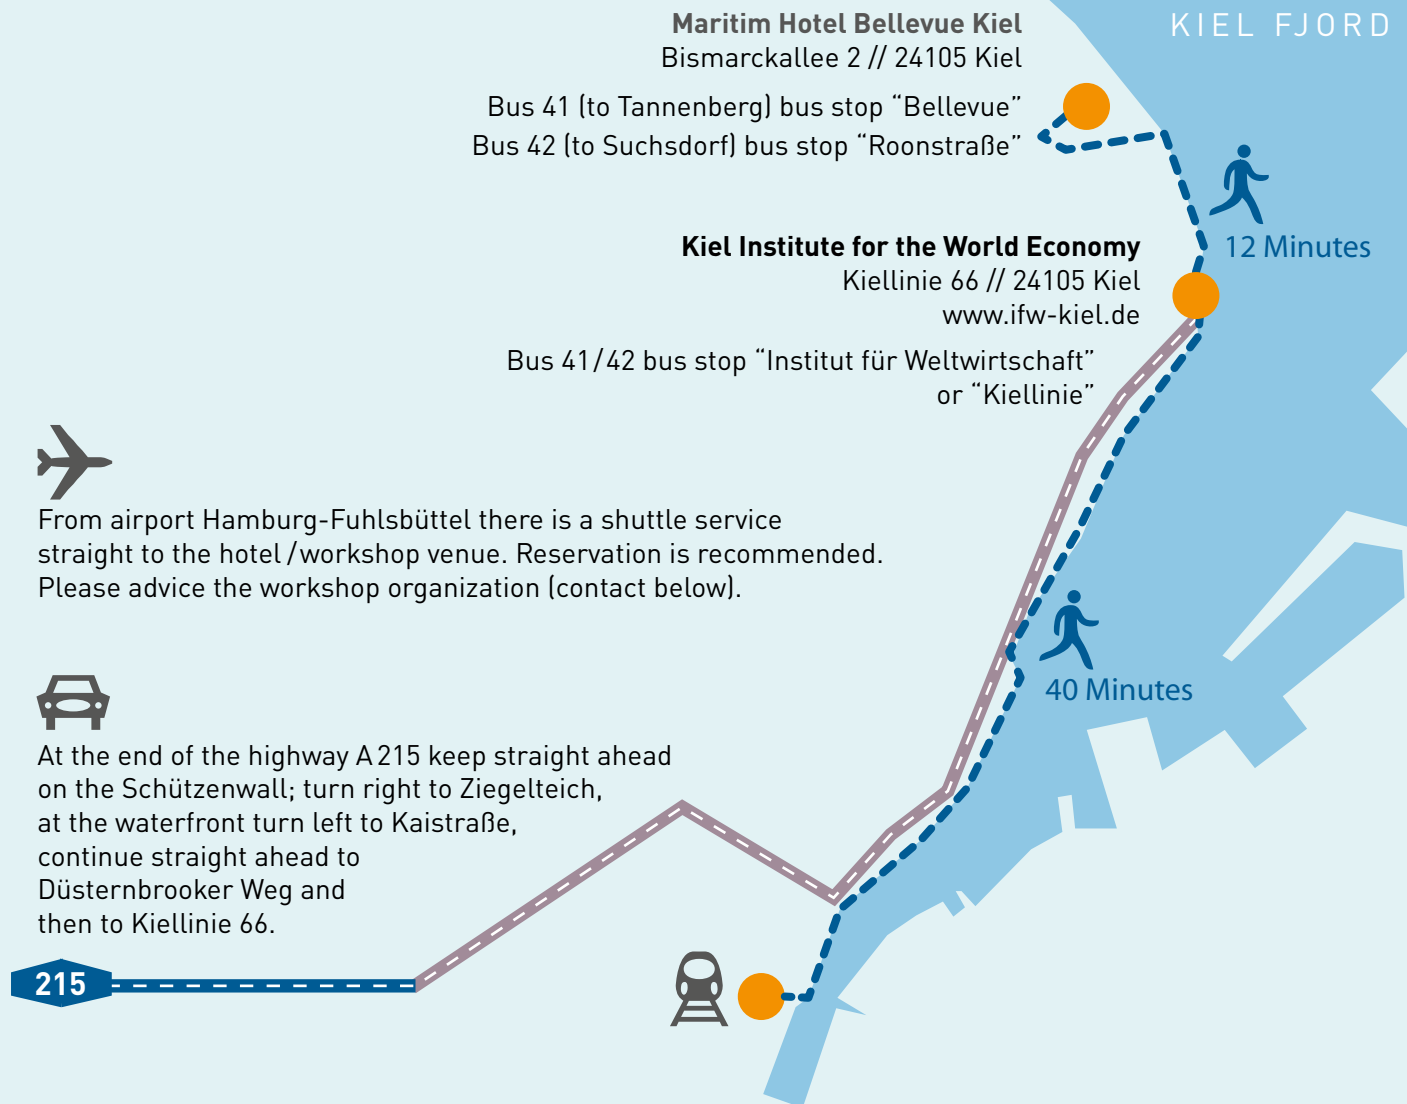 KIEL FJORD
Maritim Hotel Bellevue Kiel
Bismarckallee 2 // 24105 Kiel
Bus 41 (to Tannenberg) bus stop “Bellevue”
Bus 42 (to Suchsdorf) bus stop “Roonstraße”
12 Minutes
Kiel Institute for the World Economy
Kiellinie 66 // 24105 Kiel
www.ifw-kiel.de
Bus 41/42 bus stop “Institut für Weltwirtschaft”
or “Kiellinie”
From airport Hamburg-Fuhlsbüttel there is a shuttle service
straight to the hotel/workshop venue. Reservation is recommended.
Please advice the workshop organization (contact below).
40 Minutes
At the end of the highway A 215 keep straight ahead
on the Schützenwall; turn right to Ziegelteich,
at the waterfront turn left to Kaistraße,
continue straight ahead to
Düsternbrooker Weg and
then to Kiellinie 66.
215